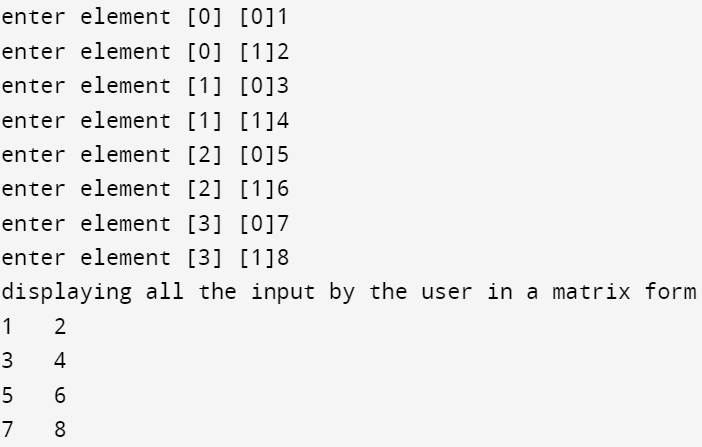 enter element [0] [0]1
enter element [0] [1]2
enter element [1] [0]3
enter element [1] [1]4
enter element [2] [0]5
enter element [2] [1]6
enter element [3] [0]7
enter element [3] [1]8
displaying all the input by the user in a matrix form
1   2
3   4
5   6
7   8